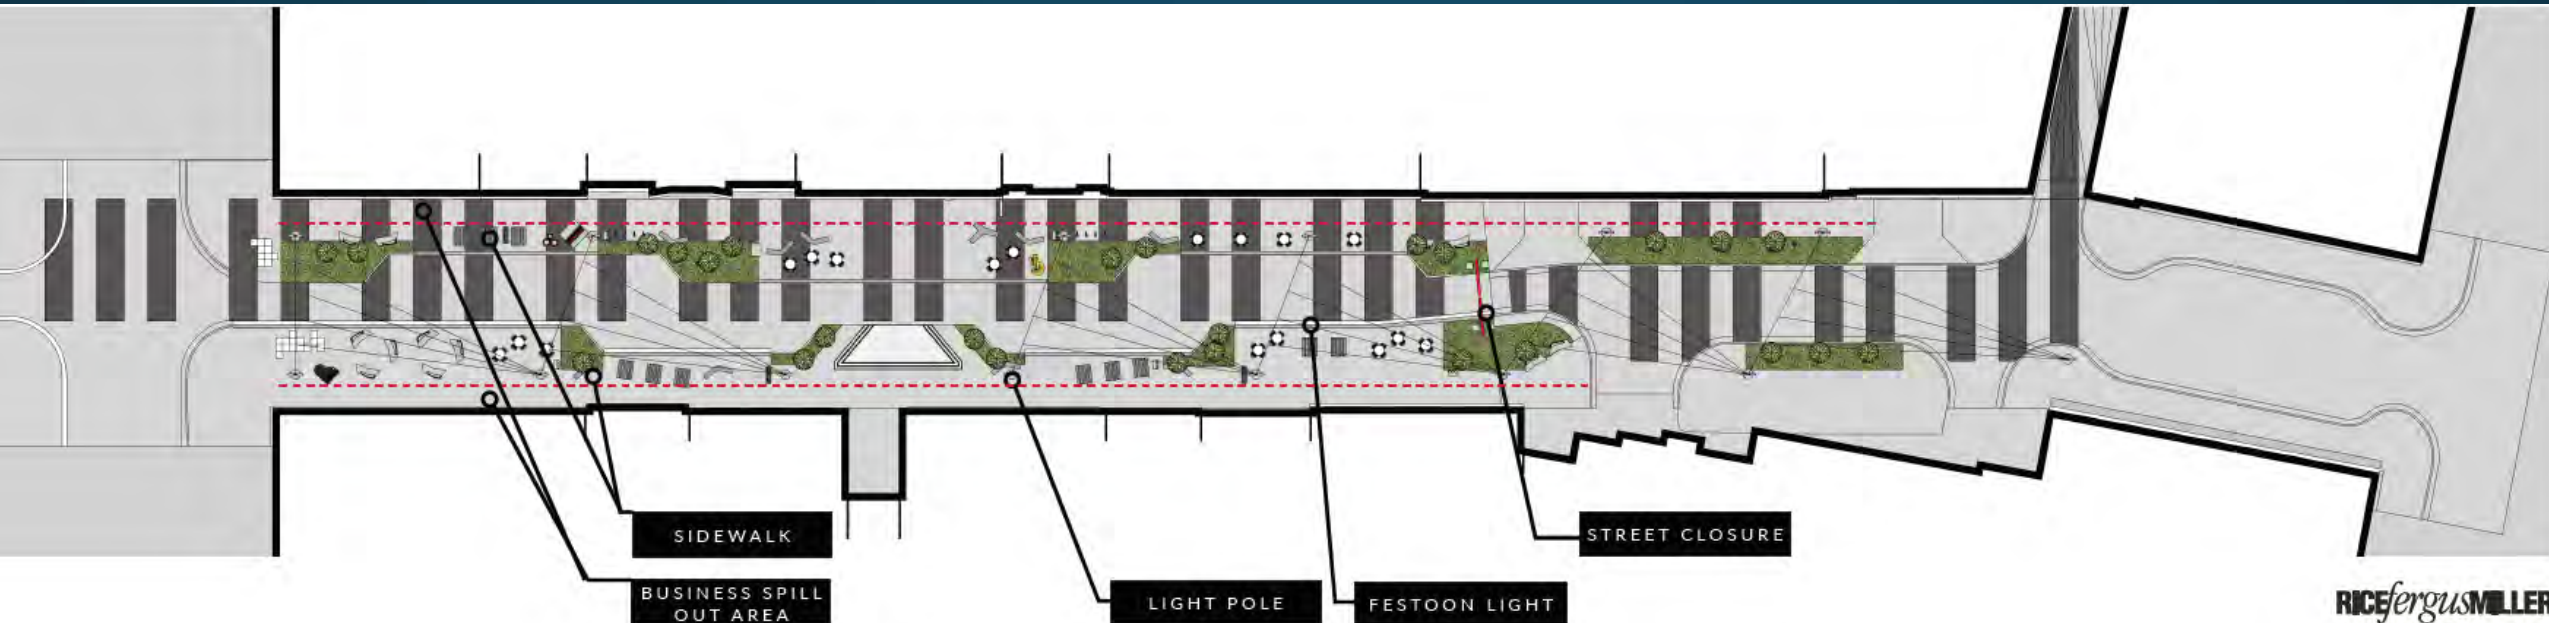 SIDEWALK
BUSINESS SPILL
OUT AREA
LIGHT POLE
FESTOON LIGHT
STREET CLOSURE
RICEfergusMILLER